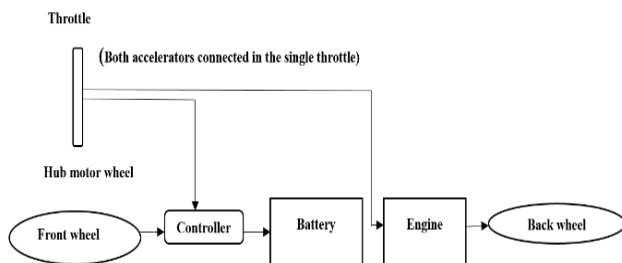 Throttle
(Both accelerators connected in the single throttle)
Hub motor wheel
Front wheel
Controller
Battery
Engine
Back wheel